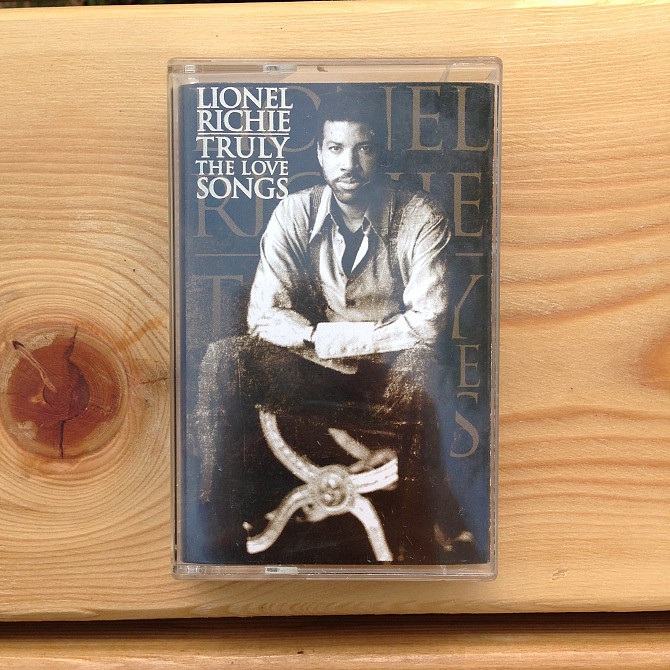 LIONEL
RICHIE
TRULY
THE LOVE
SONGS